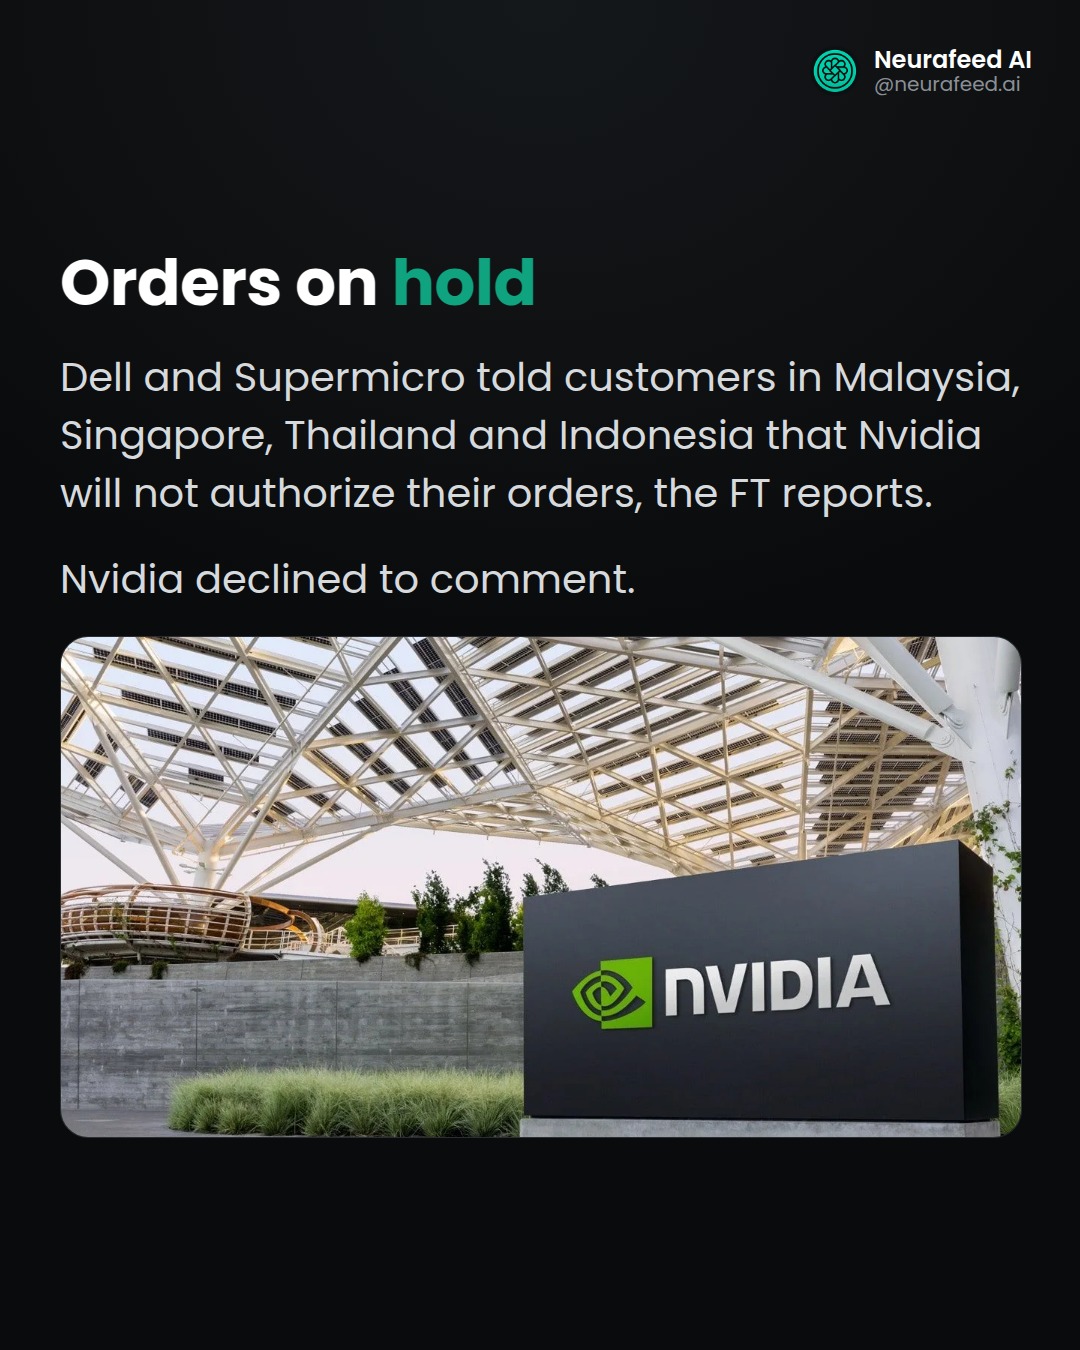 Neurafeed AI
@neurafeed.ai
Orders on hold
Dell and Supermicro told customers in Malaysia,
Singapore, Thailand and Indonesia that Nvidia
will not authorize their orders, the FT reports.
Nvidia declined to comment.
NVIDIA